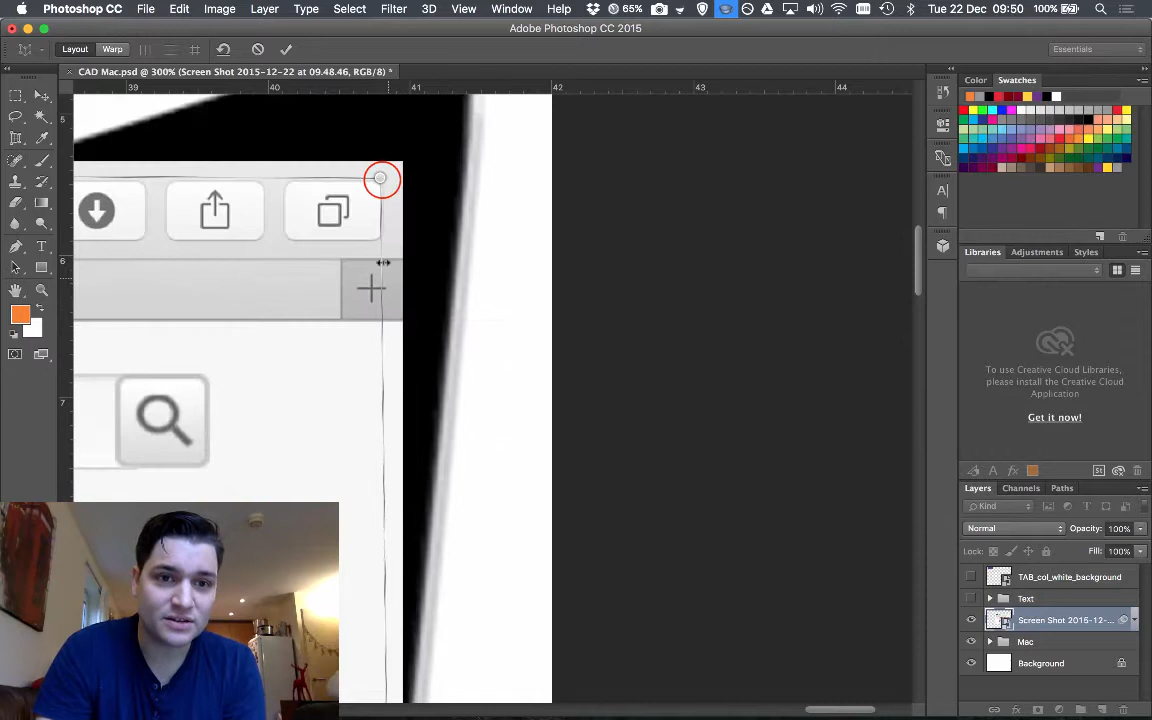 Photoshop CC File Edit Image Layer Type Select Filter 3D View Window Help 65% Tue 22 Dec 09:50 100%
Adobe Photoshop CC 2015
Layout Warp Essentials
CAD Mac.psd @ 300% (Screen Shot 2015-12-22 at 09.48.46, RGB/8) *
39 40 41 42 43 44
5
6
7
Color Swatches
Libraries Adjustments Styles
To use Creative Cloud Libraries,
please install the Creative Cloud
Application
Get it now!
Layers Channels Paths
Kind
Normal Opacity: 100%
Lock: Fill: 100%
TAB_col_white_background
Text
Screen Shot 2015-12-...
Mac
Background